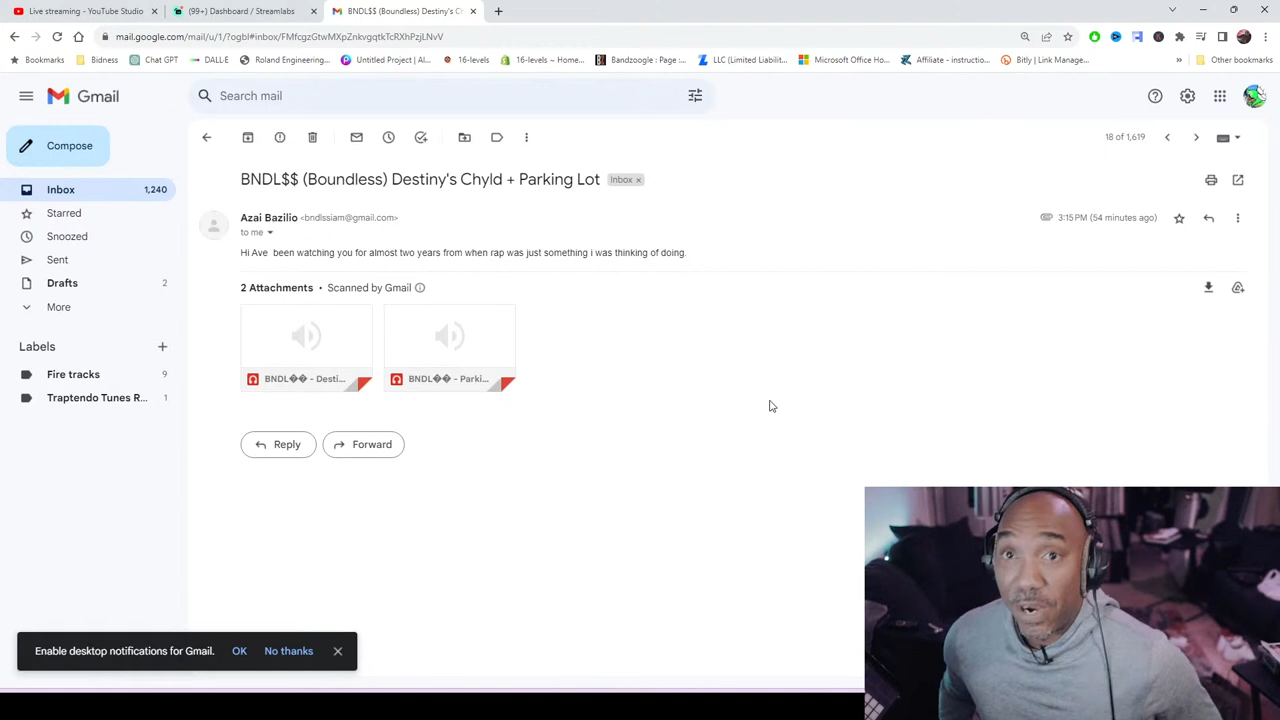 Live streaming - YouTube Studio
(99+) Dashboard / Streamlabs
BNDL$$ (Boundless) Destiny's Ch
mail.google.com/mail/u/1/?ogbl#inbox/FMfcgzGtwMXpZnkvgqtkTcRXhPzjLNvV
Bookmarks
Bidness
Chat GPT
DALL-E
Roland Engineering...
Untitled Project | Al...
16-levels
16-levels ~ Home...
Bandzoogle : Page :...
LLC (Limited Liabilit...
Microsoft Office Ho...
Affiliate - instructio...
Bitly | Link Manage...
Other bookmarks
Gmail
Search mail
Compose
18 of 1,619
Inbox 1,240
Starred
Snoozed
Sent
Drafts 2
More
Labels
Fire tracks 9
Traptendo Tunes R... 1
BNDL$$ (Boundless) Destiny's Chyld + Parking Lot
Inbox
Azai Bazilio <bndlssiam@gmail.com>
3:15 PM (54 minutes ago)
to me
Hi Ave been watching you for almost two years from when rap was just something i was thinking of doing.
2 Attachments • Scanned by Gmail
BNDL�� - Desti...
BNDL�� - Parki...
Reply
Forward
Enable desktop notifications for Gmail. OK No thanks